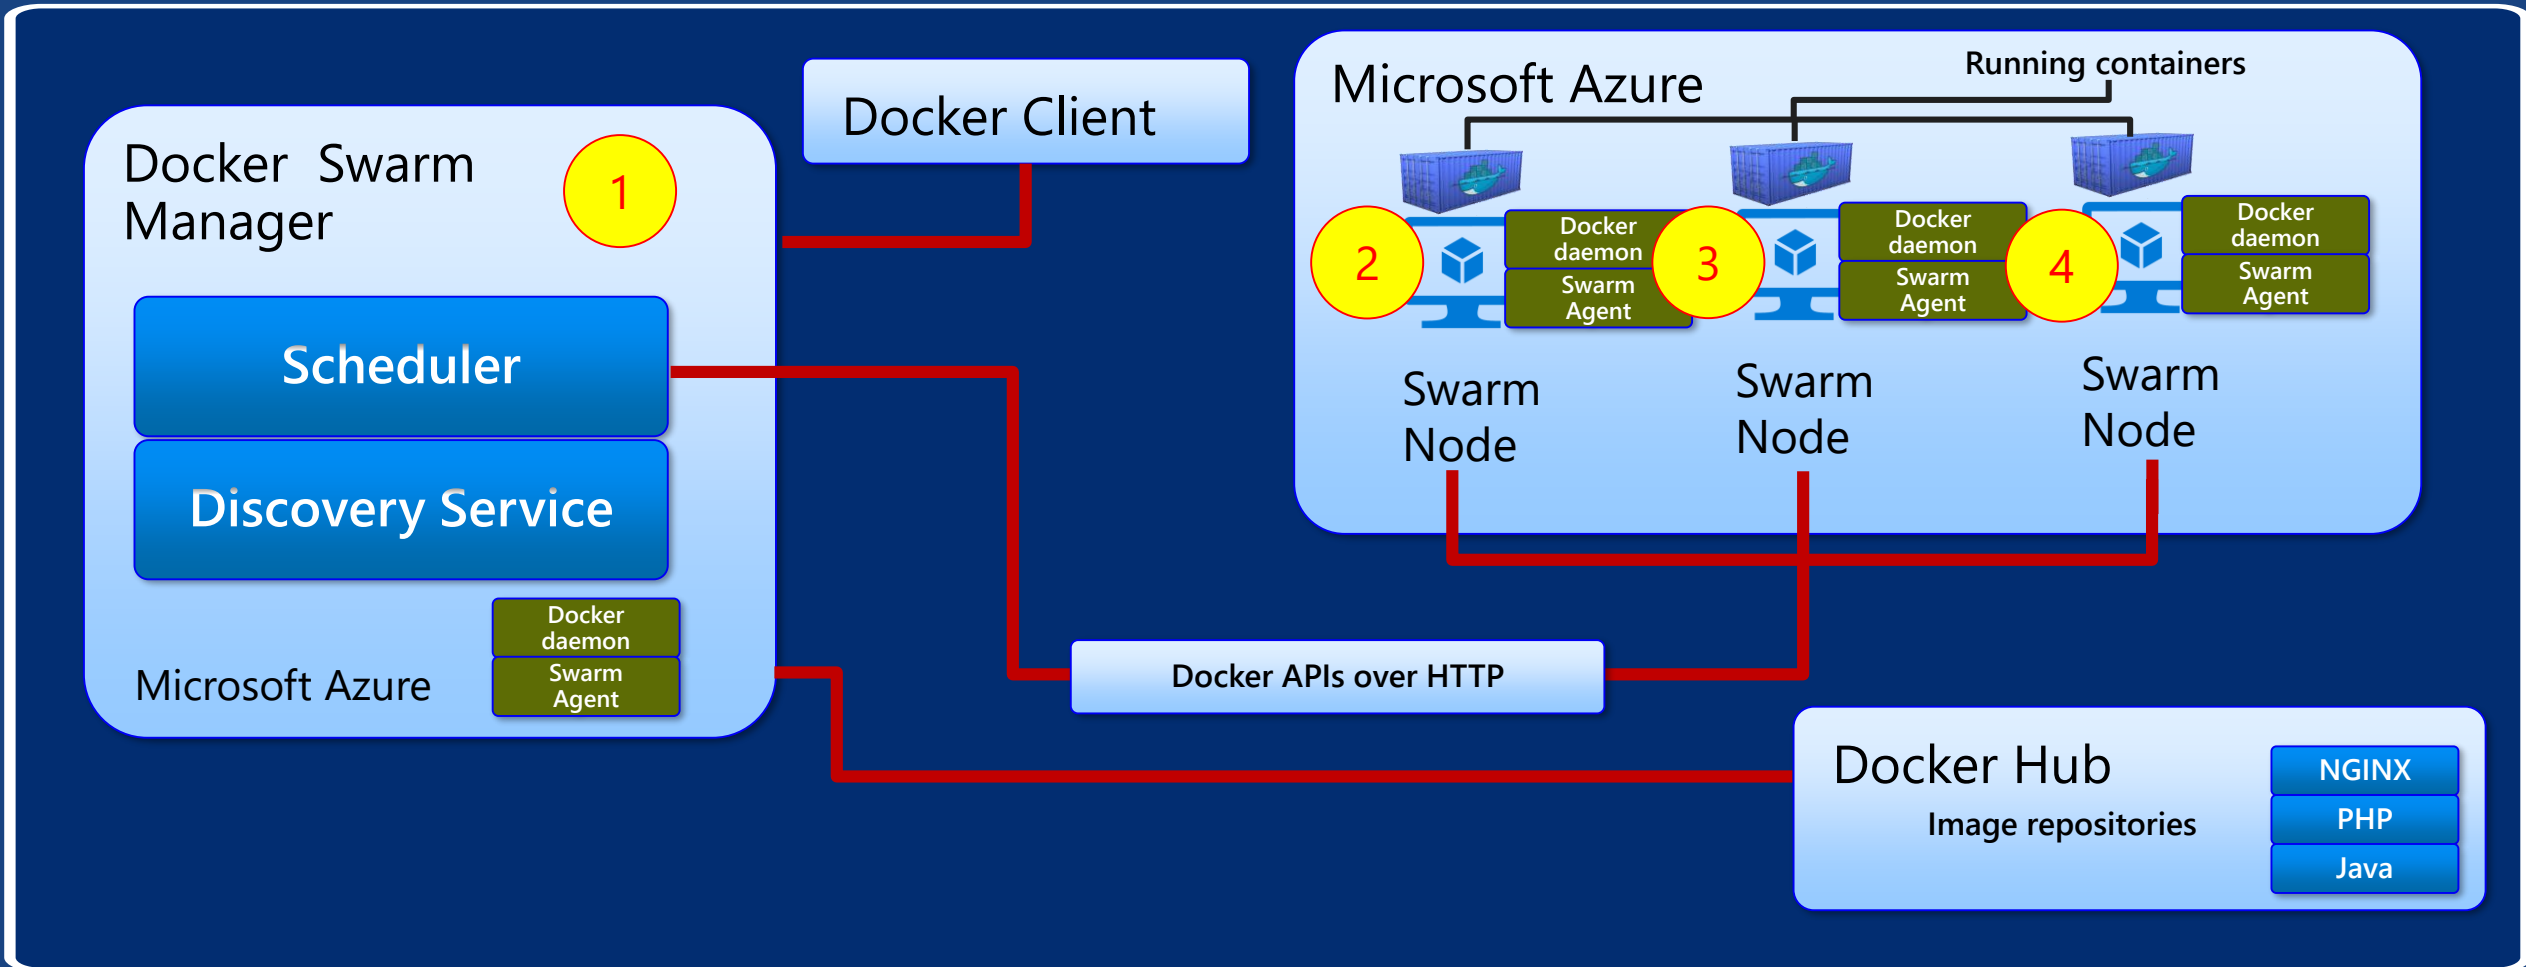 Docker Swarm
Manager
1
Scheduler
Discovery Service
Docker
daemon
Swarm
Agent
Microsoft Azure
Docker Client
Microsoft Azure
Running containers
2
Docker
daemon
Swarm
Agent
Swarm
Node
3
Docker
daemon
Swarm
Agent
Swarm
Node
4
Docker
daemon
Swarm
Agent
Swarm
Node
Docker APIs over HTTP
Docker Hub
Image repositories
NGINX
PHP
Java